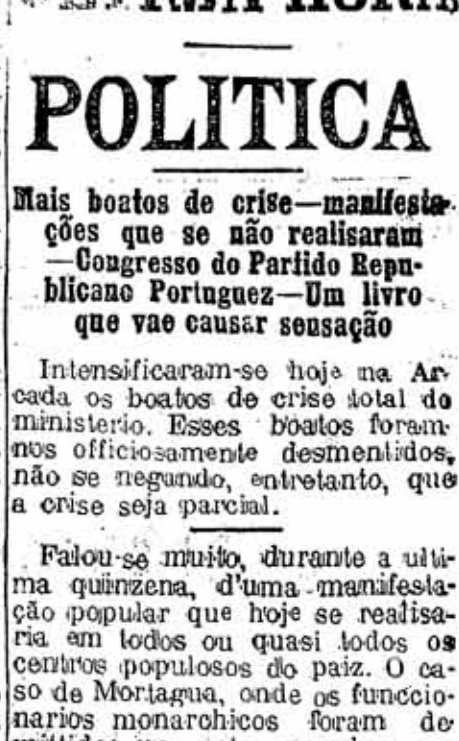 POLITICA
Mais boatos de crise—manifesta-
ções que se não realisaram
—Congresso do Partido Repu-
blicano Portuguez—Um livro
que vae causar sensação
Intensificaram-se hoje na Ar-
cada os boatos de crise total do
ministerio. Esses boatos foram-
nos officiosamente desmentidos,
não se negando, entretanto, que
a crise seja parcial.
Falou-se muito, durante a ulti-
ma quinzena, d'uma manifesta-
ção popular que hoje se realisa-
ria em todos ou quasi todos os
centros populosos do paiz. O ca-
so de Mortagua, onde os funccio-
narios monarchicos foram de-